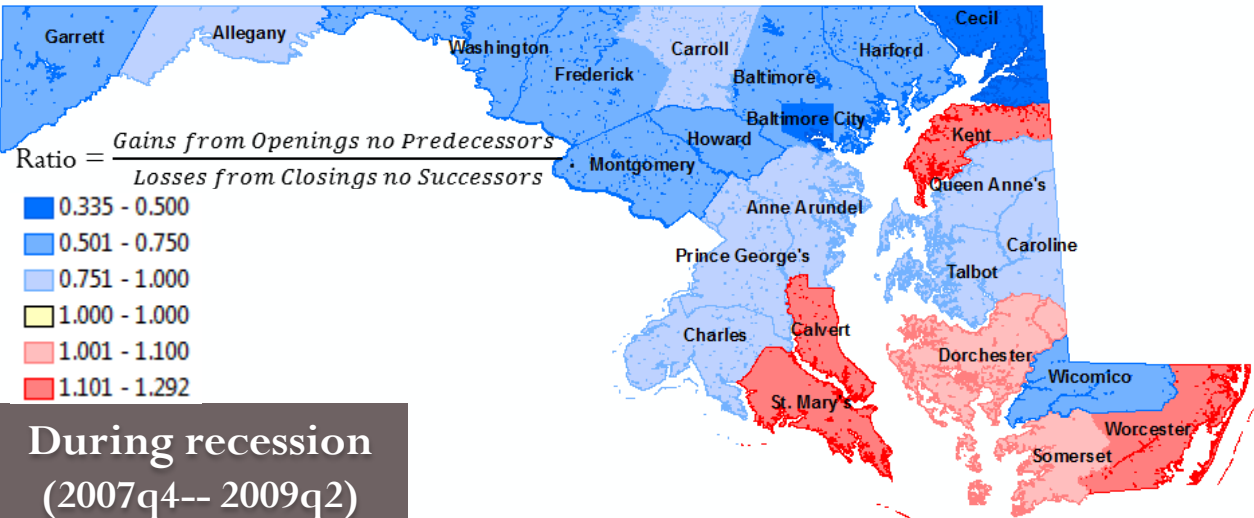 Cecil
Garrett
Allegany
Washington
Carroll
Harford
Frederick
Baltimore
Baltimore City
Kent
Howard
Ratio = Gains from Openings no Predecessors
Losses from Closings no Successors
Montgomery
Queen Anne's
0.335 - 0.500
0.501 - 0.750
0.751 - 1.000
1.000 - 1.000
1.001 - 1.100
1.101 - 1.292
Anne Arundel
Prince George's
Caroline
Talbot
Charles
Calvert
Dorchester
Wicomico
St. Mary's
Worcester
Somerset
During recession
(2007q4-- 2009q2)